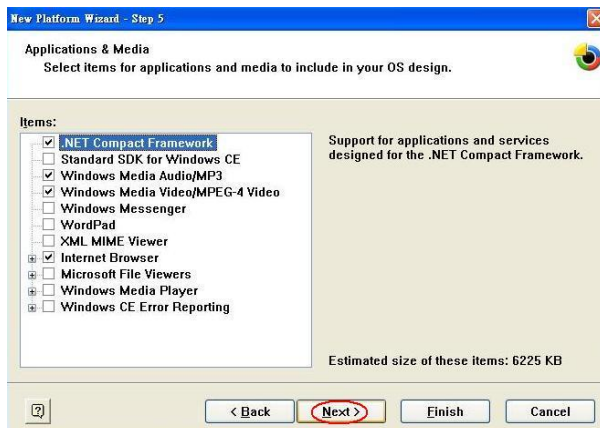 New Platform Wizard - Step 5
Applications & Media
Select items for applications and media to include in your OS design.
Items:
.NET Compact Framework
Standard SDK for Windows CE
Windows Media Audio/MP3
Windows Media Video/MPEG-4 Video
Windows Messenger
WordPad
XML MIME Viewer
Internet Browser
Microsoft File Viewers
Windows Media Player
Windows CE Error Reporting
Support for applications and services
designed for the .NET Compact Framework.
Estimated size of these items: 6225 KB
< Back
Next >
Finish
Cancel